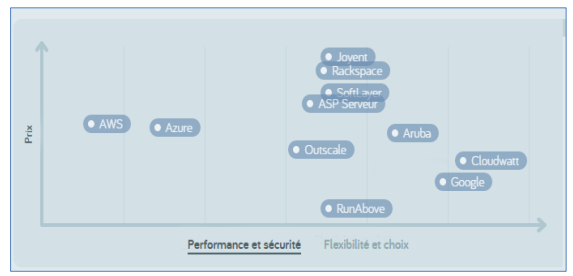 Joyent
Rackspace
SoftLayer
ASP Serveur
AWS
Azure
Aruba
Prix
Outscale
Cloudwatt
Google
RunAbove
Performance et sécurité
Flexibilité et choix